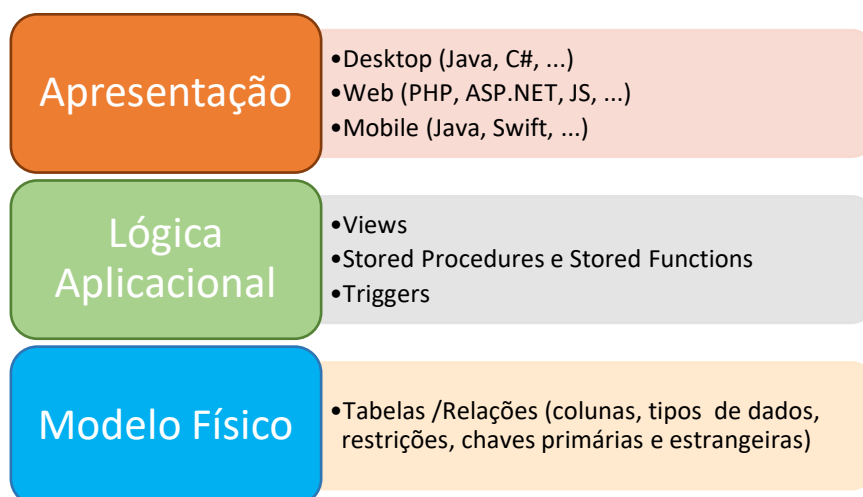 Apresentação
•Desktop (Java, C#, ...)
•Web (PHP, ASP.NET, JS, ...)
•Mobile (Java, Swift, ...)
Lógica
Aplicacional
•Views
•Stored Procedures e Stored Functions
•Triggers
Modelo Físico
•Tabelas /Relações (colunas, tipos de dados,
restrições, chaves primárias e estrangeiras)